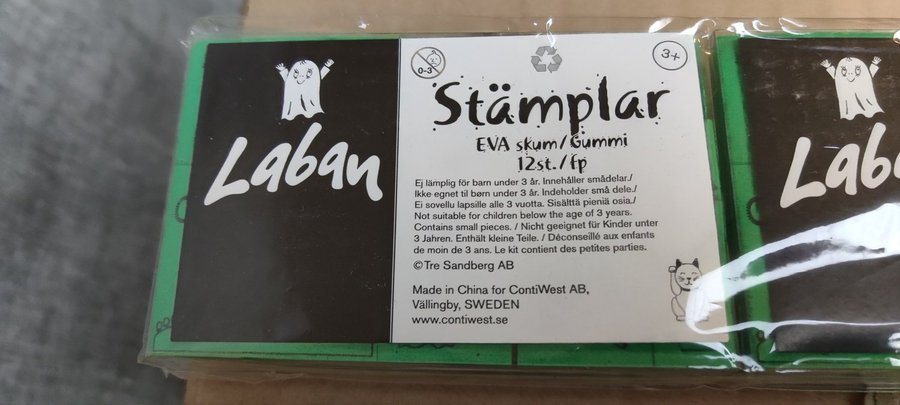 Laban
0-3
3+
Stämplar
EVA skum/Gummi
12st./fp
Ej lämplig för barn under 3 år. Innehåller smådelar./
Ikke egnet til børn under 3 år. Indeholder små dele./
Ei sovellu lapsille alle 3 vuotta. Sisältä pieniä osia./
Not suitable for children below the age of 3 years.
Contains small pieces. / Nicht geeignet für Kinder unter
3 Jahren. Enthält kleine Teile. / Déconseillé aux enfants
de moin de 3 ans. Le kit contient des petites parties.
©Tre Sandberg AB
Made in China for ContiWest AB,
Vällingby, SWEDEN
www.contiwest.se
Lab